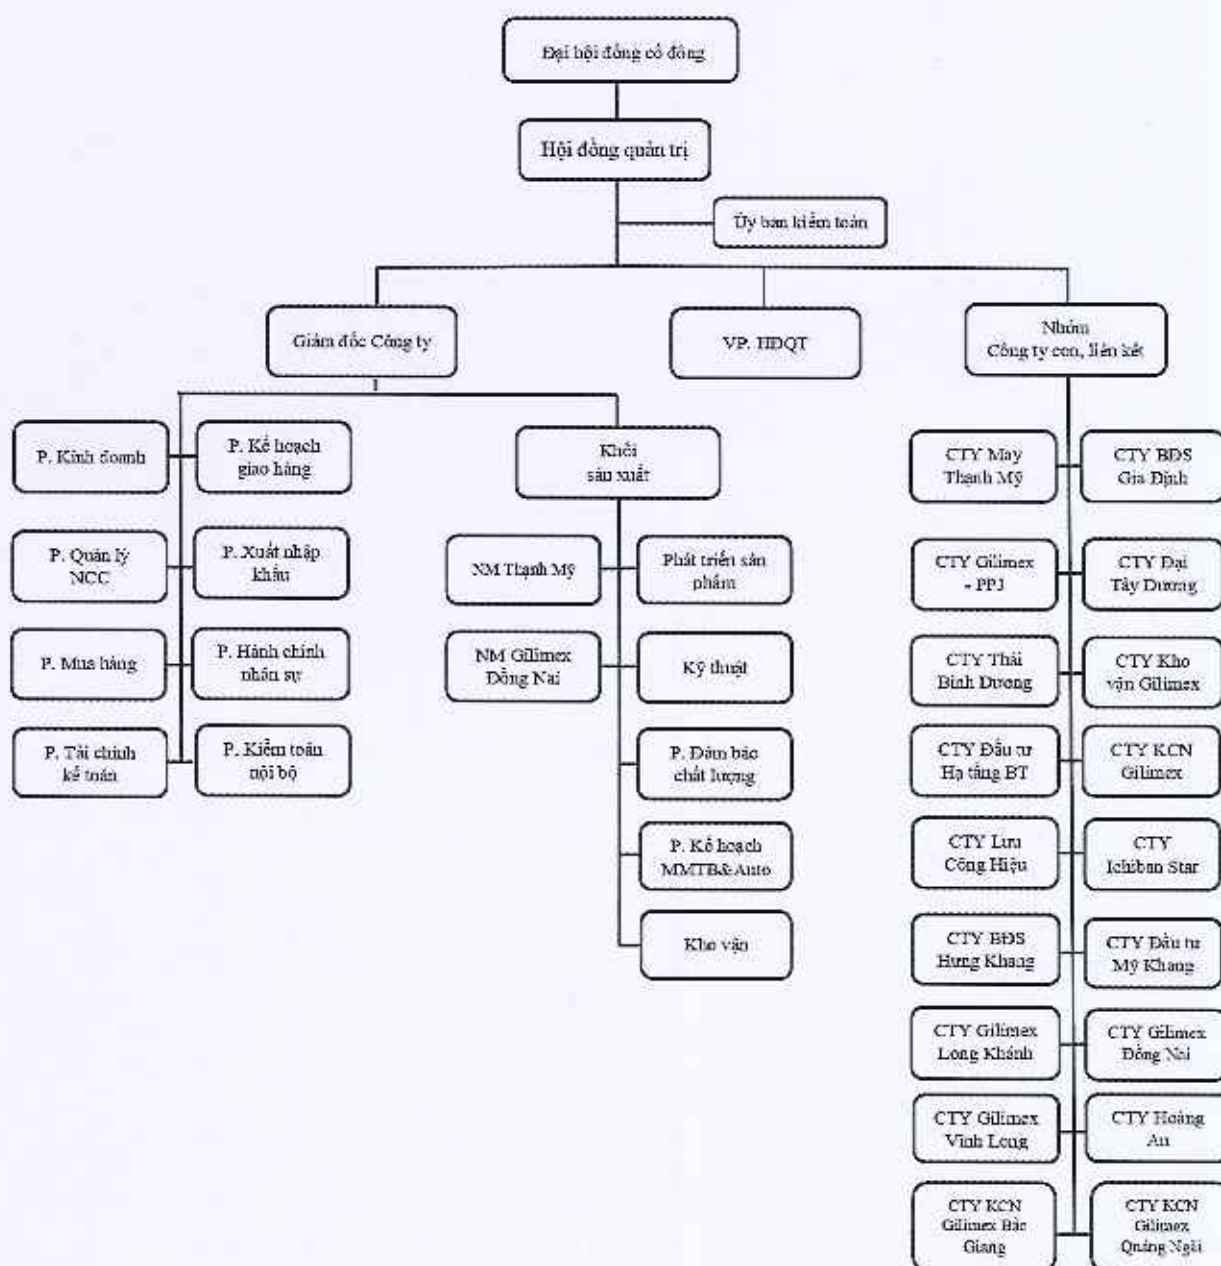 Đại hội đồng cổ đông
Hội đồng quản trị
Ủy ban kiểm toán
Giám đốc Công ty
VP. HĐQT
Nhóm
Công ty con, liên kết
P. Kinh doanh
P. Kế hoạch
giao hàng
P. Quản lý
NCC
P. Xuất nhập
khẩu
P. Mua hàng
P. Hành chính
nhân sự
P. Tài chính
kế toán
P. Kiểm toán
nội bộ
Khối
sản xuất
NM Thạnh Mỹ
Phát triển sản
phẩm
NM Gilimex
Đồng Nai
Kỹ thuật
P. Đảm bảo
chất lượng
P. Kế hoạch
MMTB&Auto
Kho vận
CTY May
Thạnh Mỹ
CTY BĐS
Gia Định
CTY Gilimex
- PPJ
CTY Đại
Tây Dương
CTY Thái
Bình Dương
CTY Kho
vận Gilimex
CTY Đầu tư
Hạ tầng BT
CTY KCN
Gilimex
CTY Lưu
Công Hiệu
CTY
Ichiban Star
CTY BĐS
Hưng Khang
CTY Đầu tư
Mỹ Khang
CTY Gilimex
Long Khánh
CTY Gilimex
Đồng Nai
CTY Gilimex
Vĩnh Long
CTY Hoàng
An
CTY KCN
Gilimex Bắc
Giang
CTY KCN
Gilimex
Quảng Ngãi